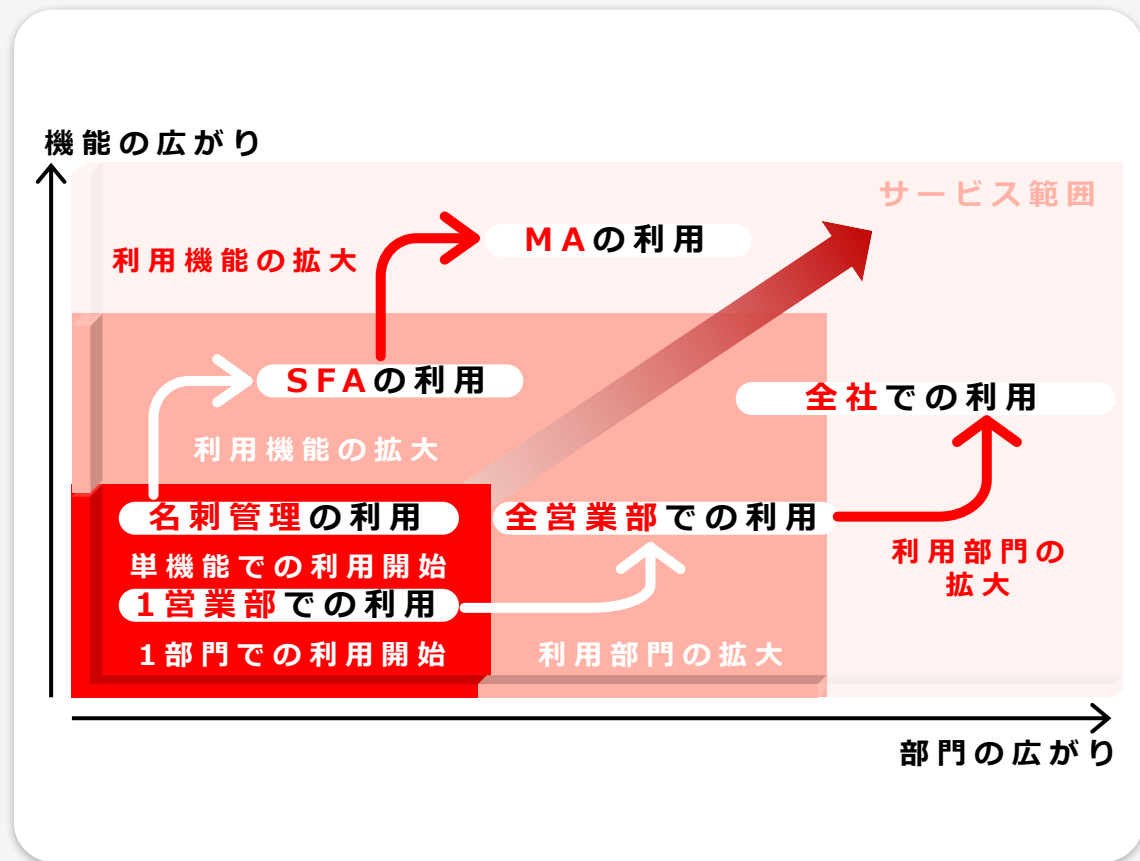 機能の広がり
サービス範囲
利用機能の拡大
MAの利用
SFAの利用
全社での利用
利用機能の拡大
名刺管理の利用
全営業部での利用
単機能での利用開始
利用部門の
拡大
1営業部での利用
1部門での利用開始
利用部門の拡大
部門の広がり